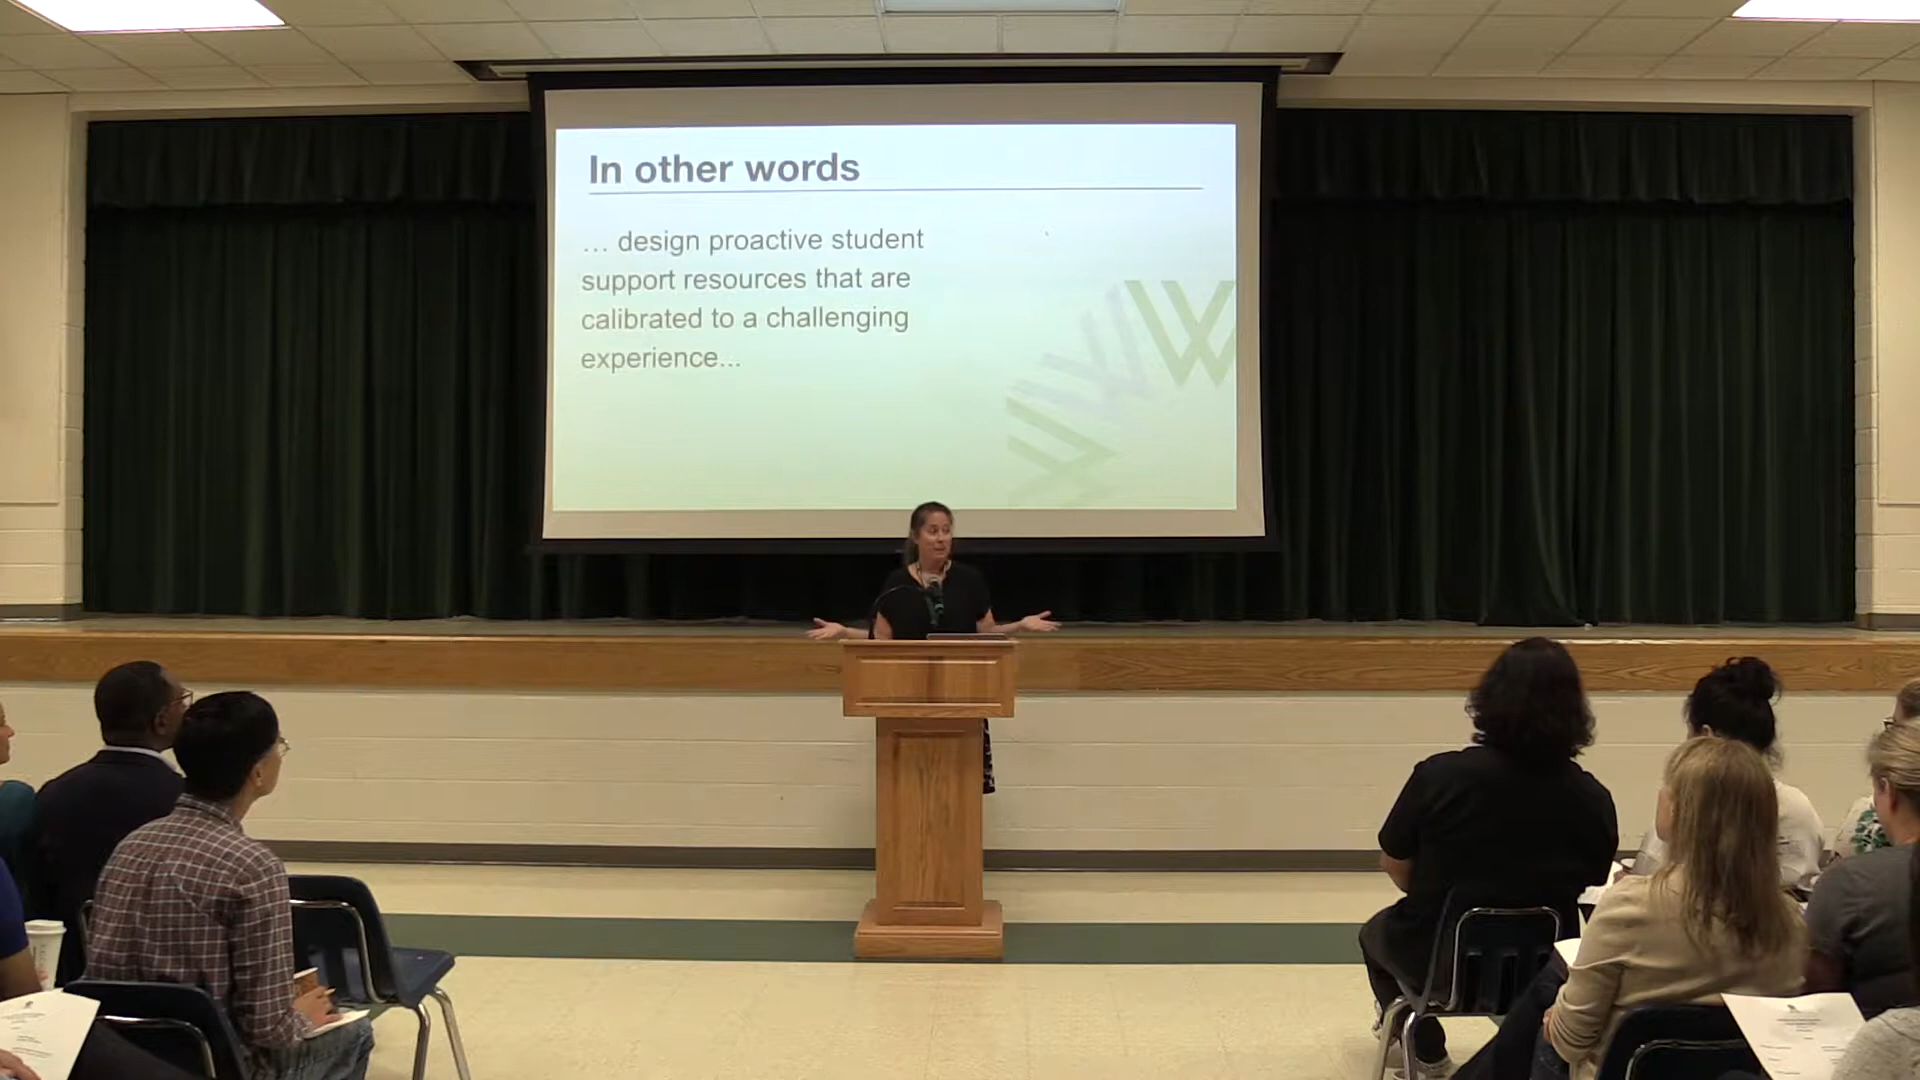 In other words
… design proactive student
support resources that are
calibrated to a challenging
experience...